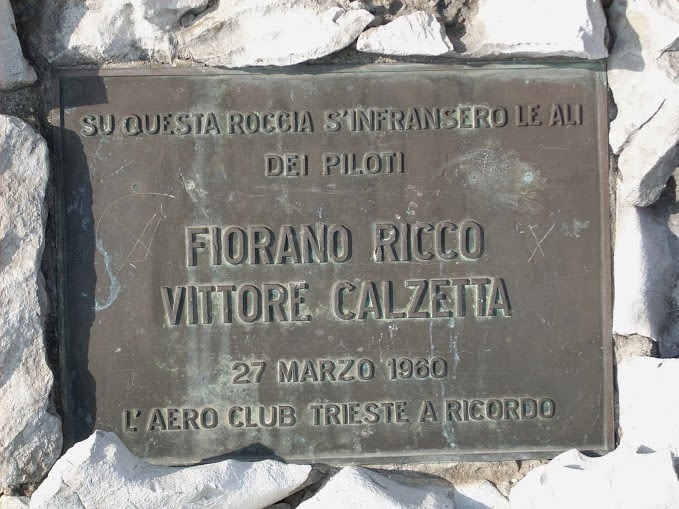 SU QUESTA ROCCIA S'INFRANSERO LE ALI
DEI PILOTI
FIORANO RICCO
VITTORE CALZETTA
27 MARZO 1960
L'AERO CLUB TRIESTE A RICORDO